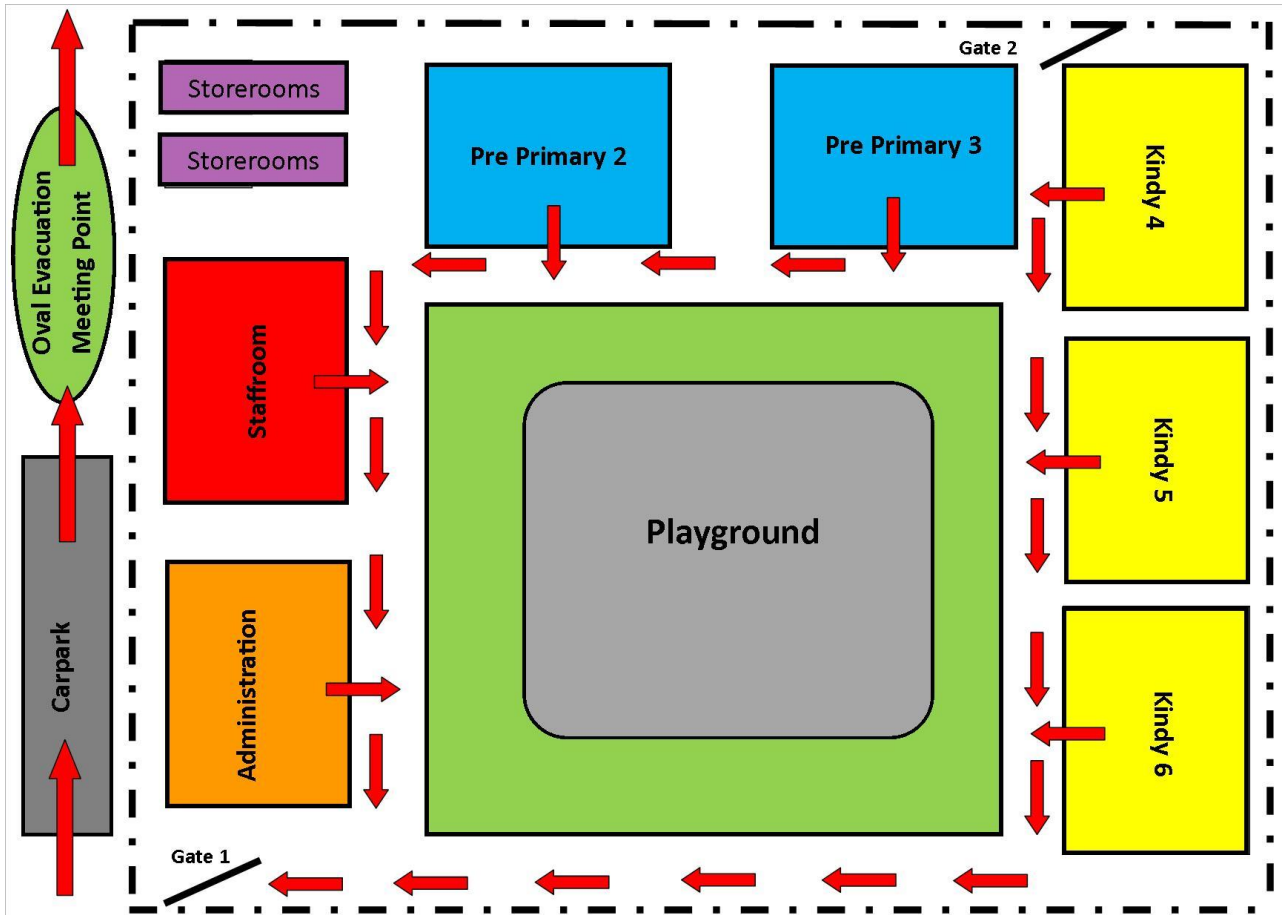 Gate 2
Storerooms
Storerooms
Pre Primary 2
Pre Primary 3
Kindy 4
Oval Evacuation
Meeting Point
Staffroom
Kindy 5
Playground
Carpark
Administration
Kindy 6
Gate 1